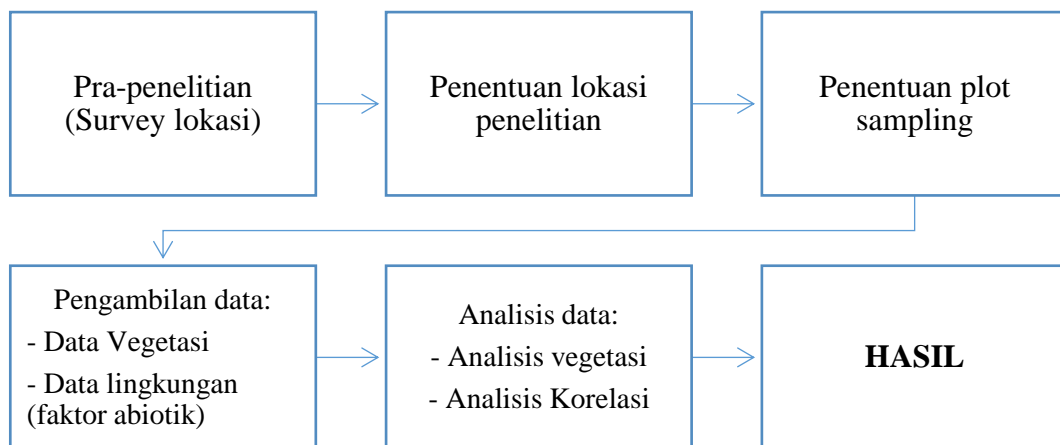 Pra-penelitian
(Survey lokasi)
Penentuan lokasi
penelitian
Penentuan plot
sampling
Pengambilan data:
- Data Vegetasi
- Data lingkungan
(faktor abiotik)
Analisis data:
- Analisis vegetasi
- Analisis Korelasi
HASIL